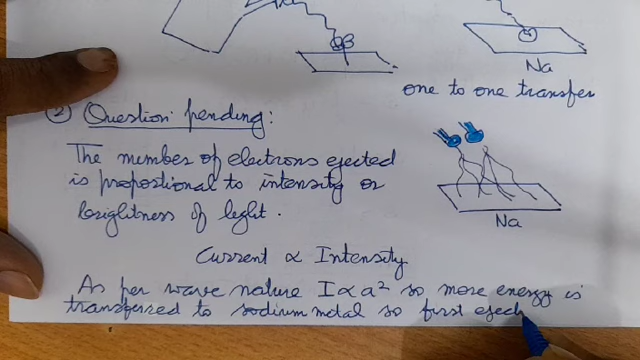 Na
one to one transfer
② Question pending:
The number of electrons ejected
is proportional to intensity or
brightness of light.
Na
Current ∝ Intensity
As per wave nature I ∝ a² so more energy is
transferred to sodium metal so first eject